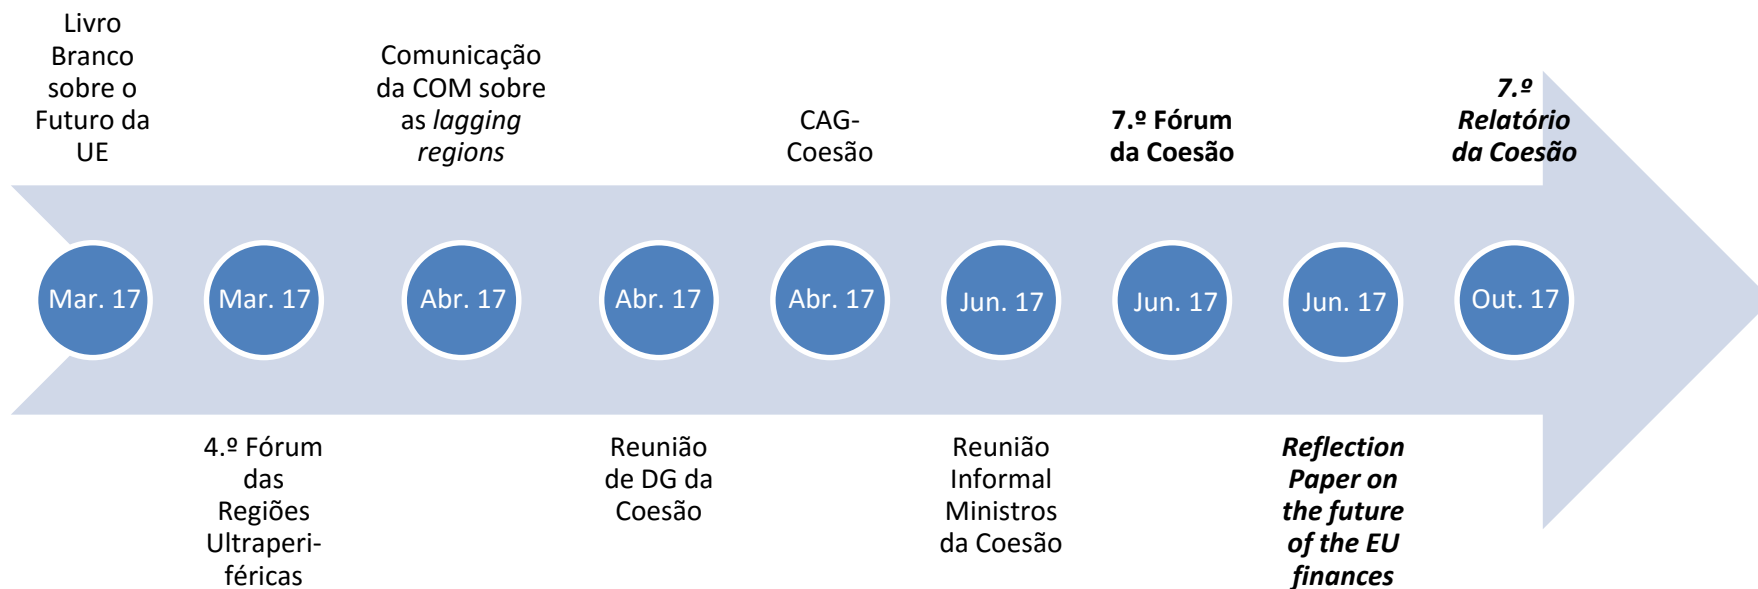 Livro
Branco
sobre o
Futuro da
UE
Comunicação
da COM sobre
as lagging
regions
CAG-
Coesão
7.º Fórum
da Coesão
7.º
Relatório
da Coesão
Mar. 17
Mar. 17
Abr. 17
Abr. 17
Abr. 17
Jun. 17
Jun. 17
Jun. 17
Out. 17
4.º Fórum
das
Regiões
Ultraperi-
féricas
Reunião
de DG da
Coesão
Reunião
Informal
Ministros
da Coesão
Reflection
Paper on
the future
of the EU
finances